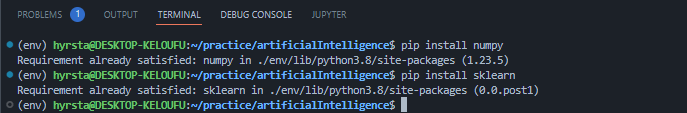 PROBLEMS 1 OUTPUT TERMINAL DEBUG CONSOLE JUPYTER
(env) hyrsta@DESKTOP-KELOUFU:~/practice/artificialIntelligence$ pip install numpy
Requirement already satisfied: numpy in ./env/lib/python3.8/site-packages (1.23.5)
(env) hyrsta@DESKTOP-KELOUFU:~/practice/artificialIntelligence$ pip install sklearn
Requirement already satisfied: sklearn in ./env/lib/python3.8/site-packages (0.0.post1)
(env) hyrsta@DESKTOP-KELOUFU:~/practice/artificialIntelligence$